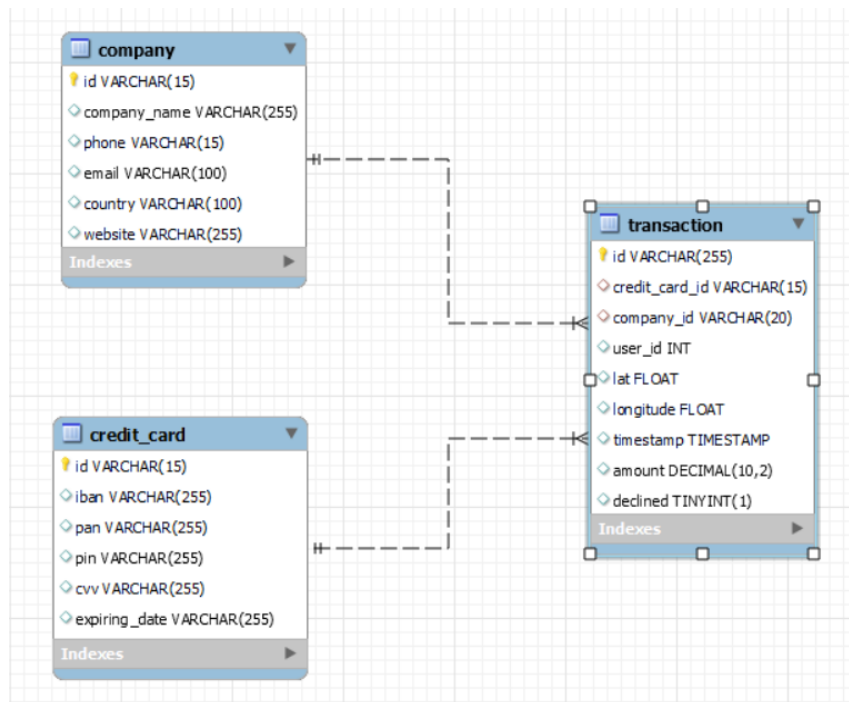 company
id VARCHAR(15)
company_name VARCHAR(255)
phone VARCHAR(15)
email VARCHAR(100)
country VARCHAR(100)
website VARCHAR(255)
Indexes
transaction
id VARCHAR(255)
credit_card_id VARCHAR(15)
company_id VARCHAR(20)
user_id INT
lat FLOAT
longitude FLOAT
timestamp TIMESTAMP
amount DECIMAL(10,2)
declined TINYINT(1)
Indexes
credit_card
id VARCHAR(15)
iban VARCHAR(255)
pan VARCHAR(255)
pin VARCHAR(255)
cvv VARCHAR(255)
expiring_date VARCHAR(255)
Indexes